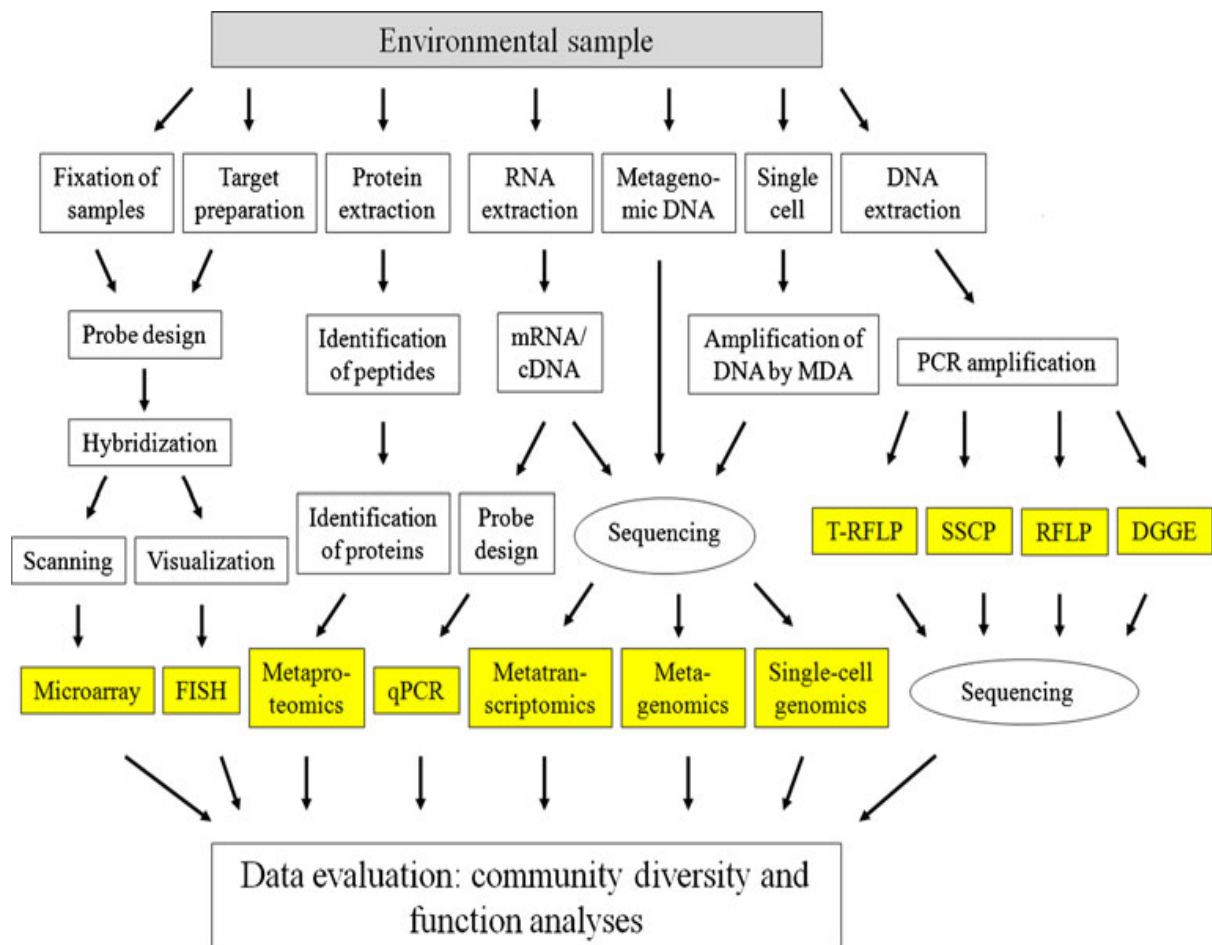 Environmental sample
Fixation of
samples
Target
preparation
Protein
extraction
RNA
extraction
Metageno-
mic DNA
Single
cell
DNA
extraction
Probe design
Identification
of peptides
mRNA/
cDNA
Amplification of
DNA by MDA
PCR amplification
Hybridization
Scanning
Visualization
Identification
of proteins
Probe
design
Sequencing
T-RFLP
SSCP
RFLP
DGGE
Microarray
FISH
Metapro-
teomics
qPCR
Metatran-
scriptomics
Meta-
genomics
Single-cell
genomics
Sequencing
Data evaluation: community diversity and
function analyses